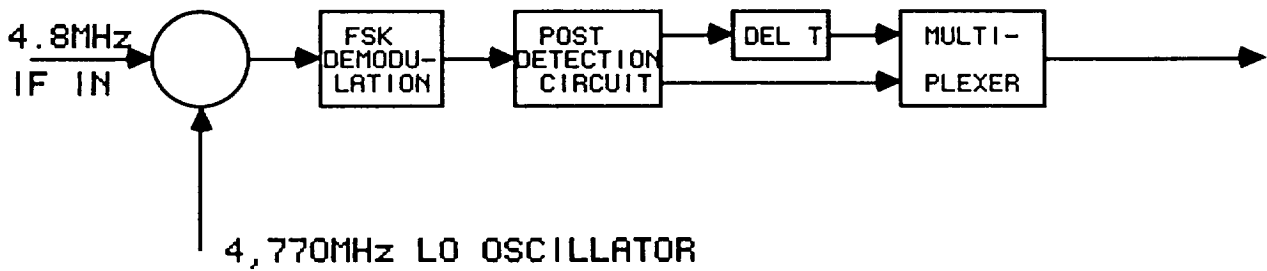 4.8MHz
IF IN
FSK
DEMODU-
LATION
POST
DETECTION
CIRCUIT
DEL T
MULTI-
PLEXER
4,770MHz LO OSCILLATOR